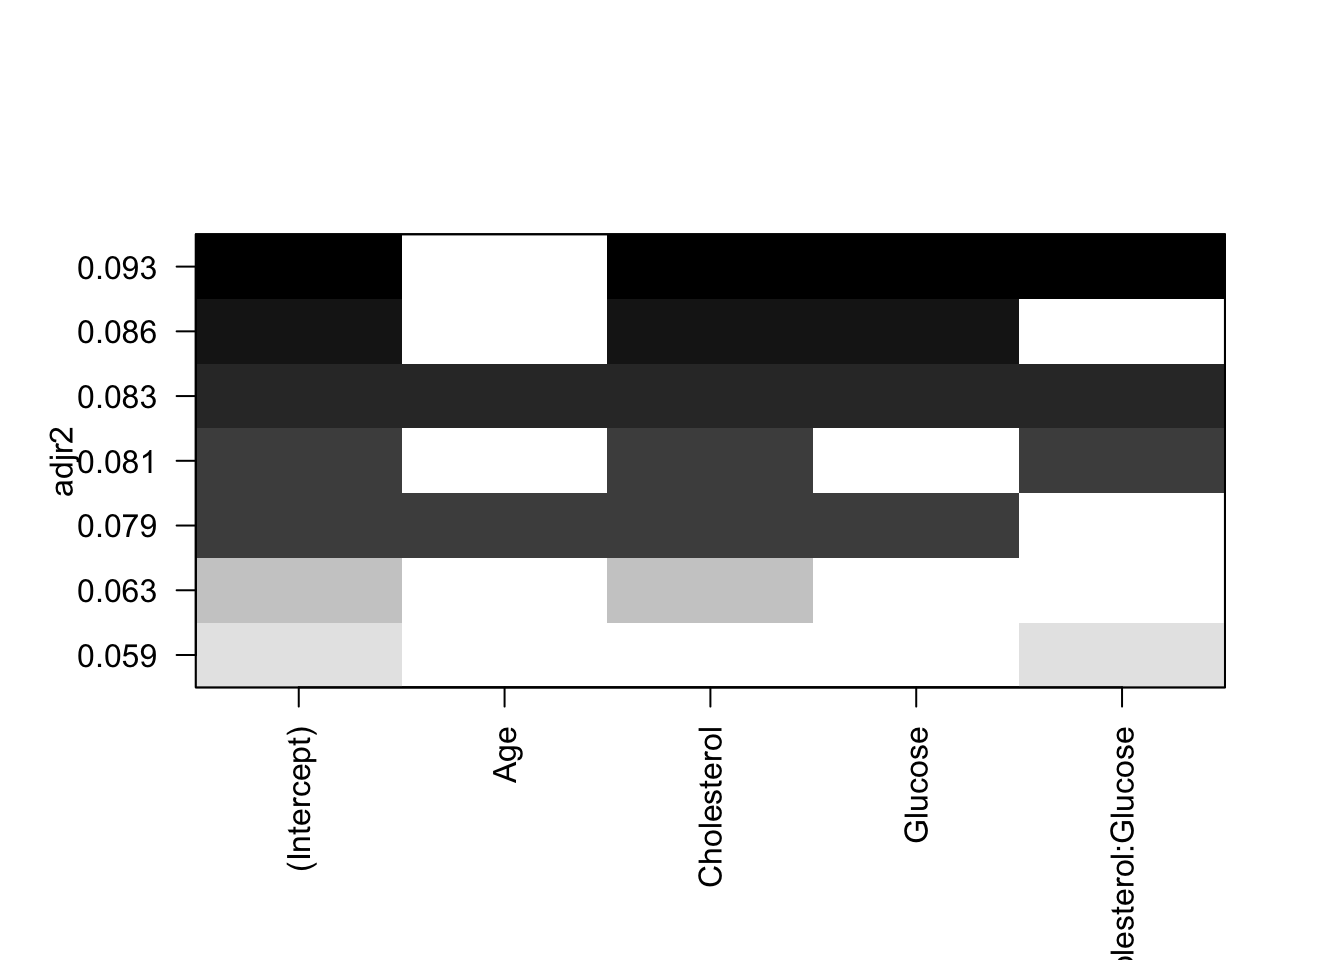 0.093
0.086
0.083
0.081
0.079
0.063
0.059
adjr2
(Intercept)
Age
Cholesterol
Glucose
olesterol:Glucose